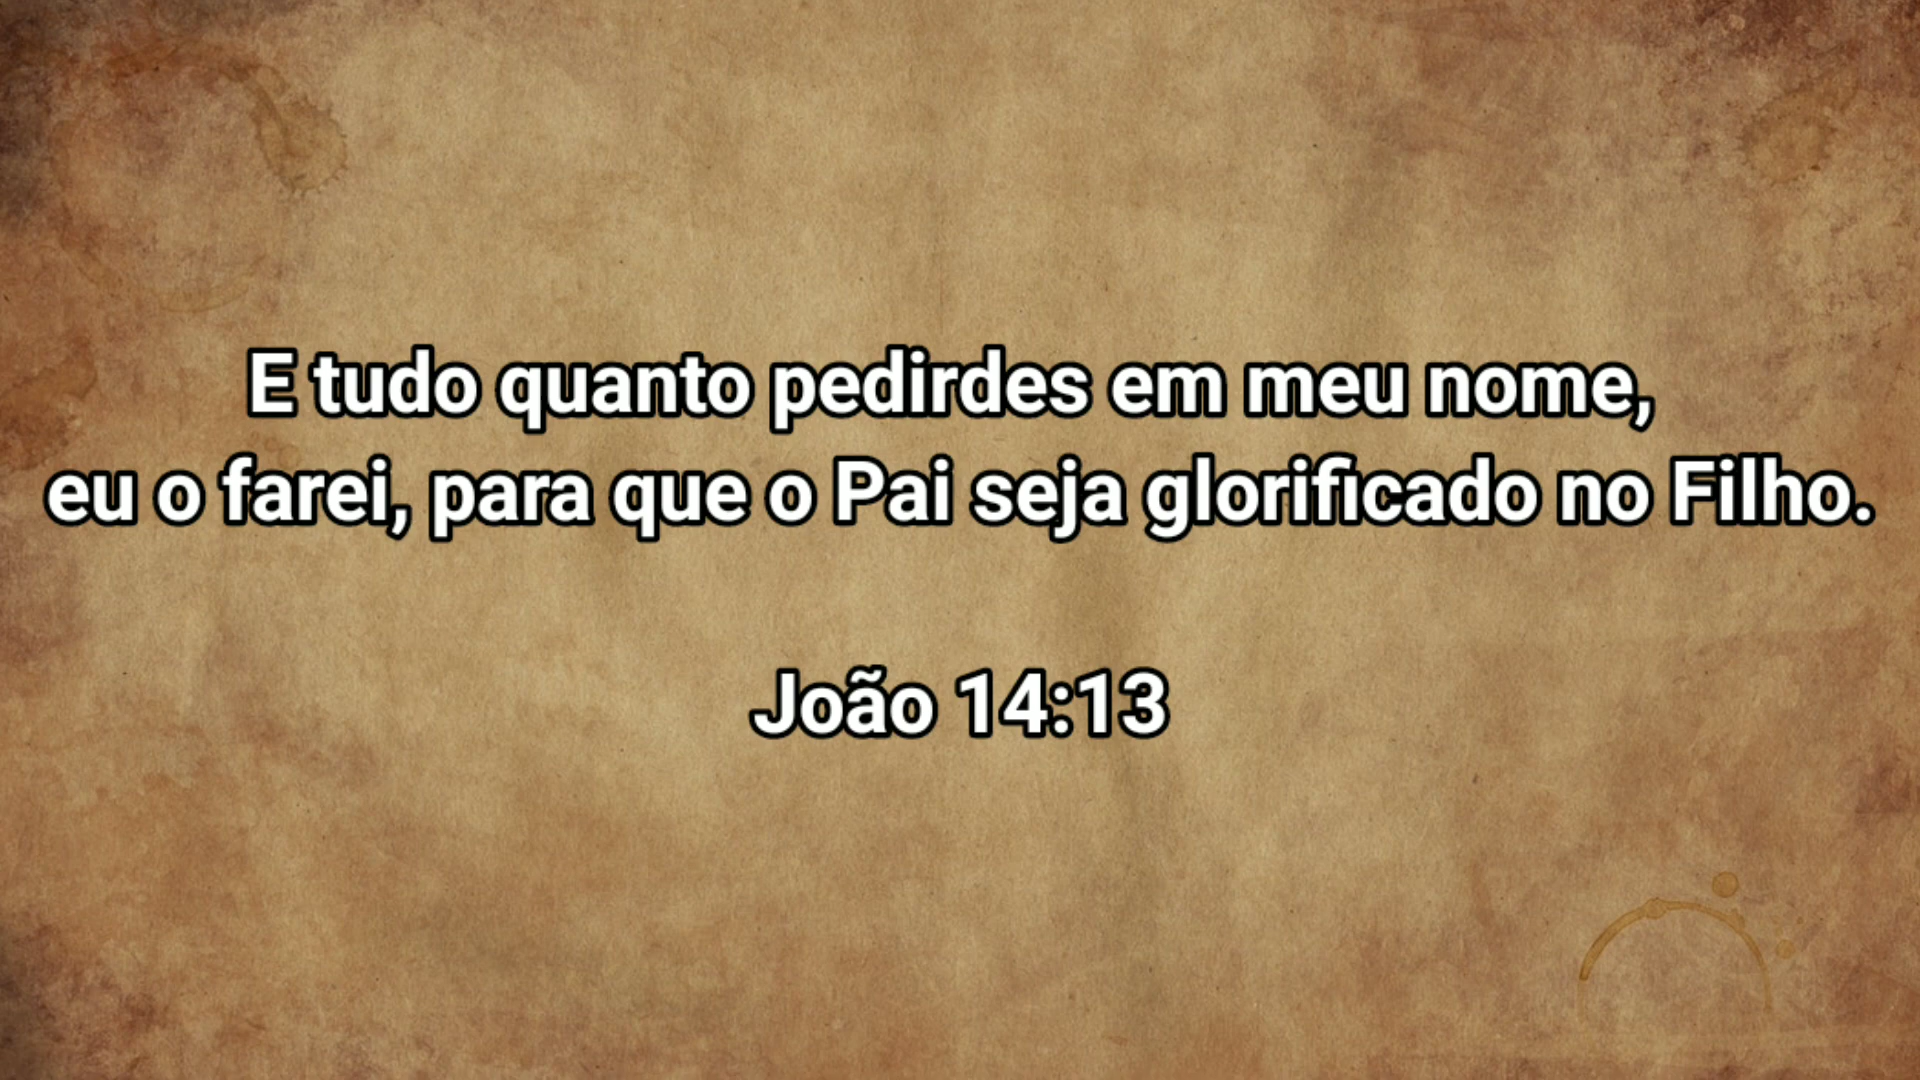 E tudo quanto pedirdes em meu nome,
eu o farei, para que o Pai seja glorificado no Filho.
João 14:13